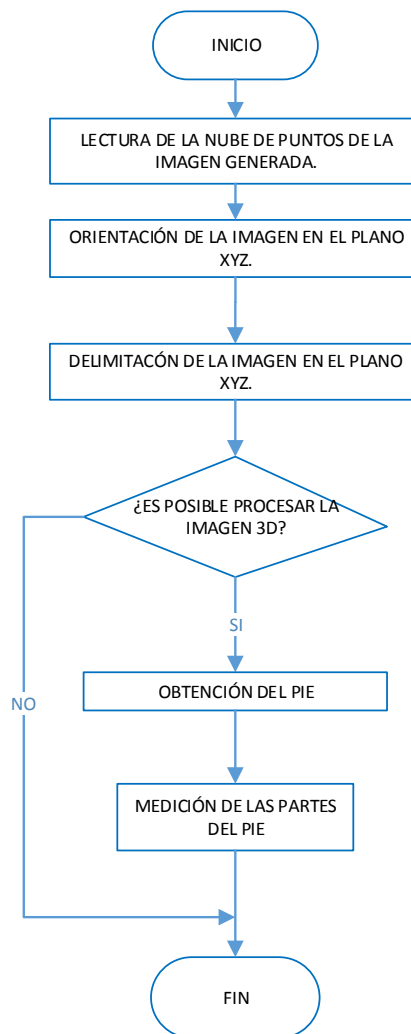 INICIO
LECTURA DE LA NUBE DE PUNTOS DE LA
IMAGEN GENERADA.
ORIENTACIÓN DE LA IMAGEN EN EL PLANO
XYZ.
DELIMITACÓN DE LA IMAGEN EN EL PLANO
XYZ.
¿ES POSIBLE PROCESAR LA
IMAGEN 3D?
SI
OBTENCIÓN DEL PIE
NO
MEDICIÓN DE LAS PARTES
DEL PIE
FIN